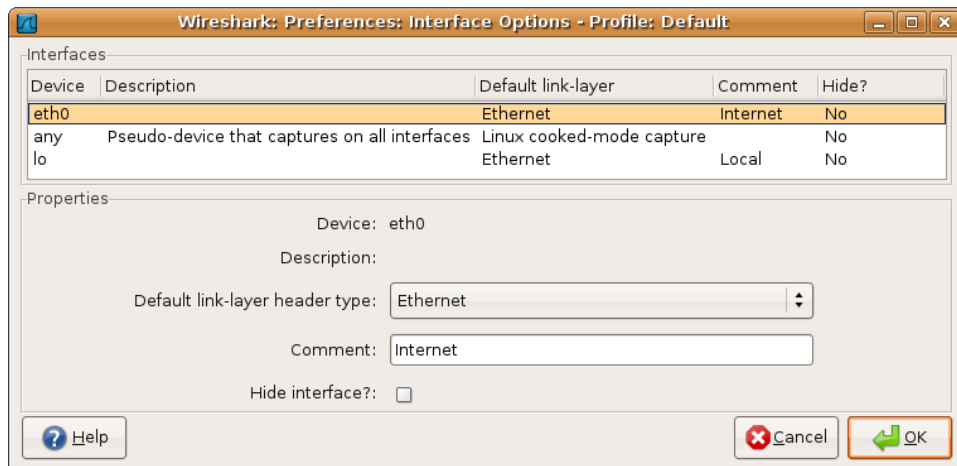 Wireshark: Preferences: Interface Options - Profile: Default
Interfaces
Device Description Default link-layer Comment Hide?
eth0 Ethernet Internet No
any Pseudo-device that captures on all interfaces Linux cooked-mode capture No
lo Ethernet Local No
Properties
Device: eth0
Description:
Default link-layer header type: Ethernet
Comment: Internet
Hide interface?:
Help Cancel OK